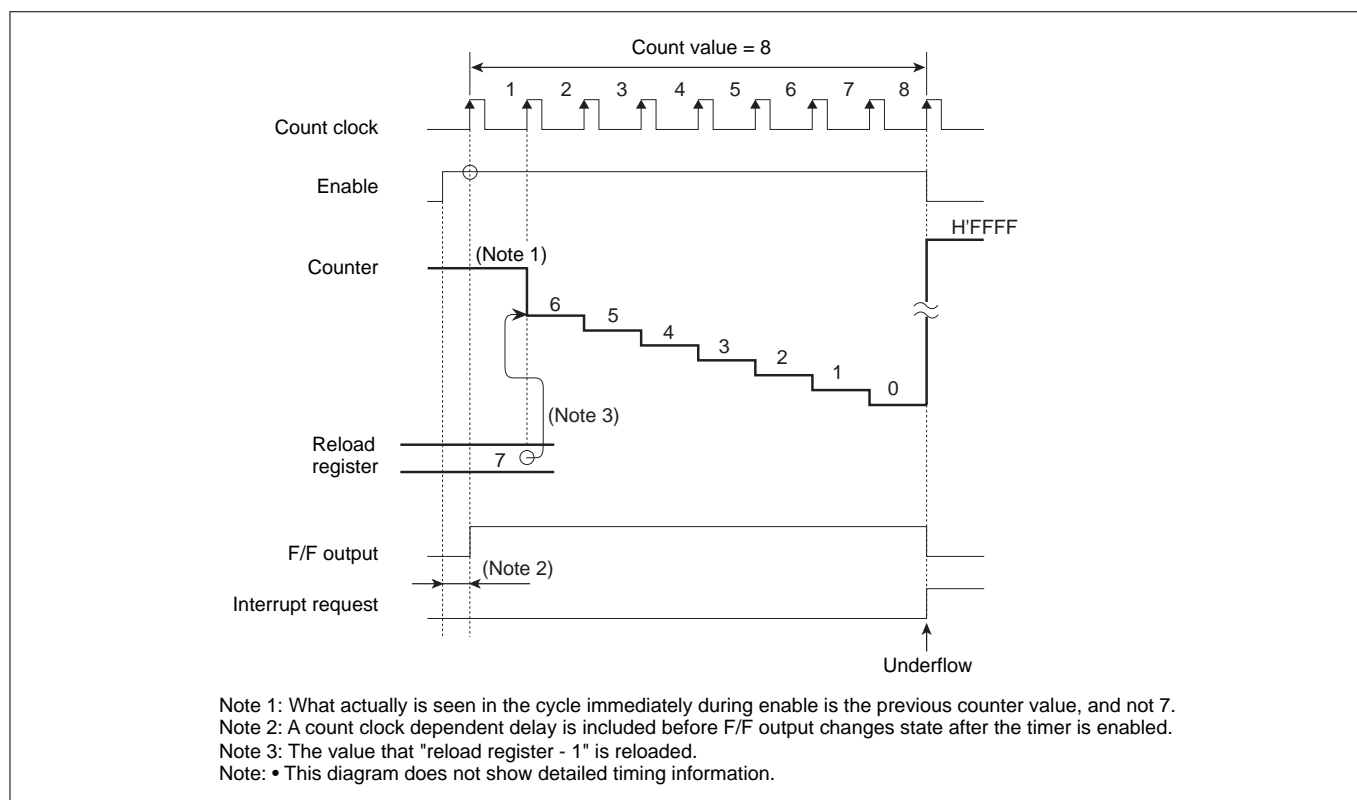 Count value = 8
1 2 3 4 5 6 7 8
Count clock
Enable
H'FFFF
(Note 1)
Counter
6
5
4
3
2
1
0
(Note 3)
Reload
register
7
F/F output
(Note 2)
Interrupt request
Underflow
Note 1: What actually is seen in the cycle immediately during enable is the previous counter value, and not 7.
Note 2: A count clock dependent delay is included before F/F output changes state after the timer is enabled.
Note 3: The value that "reload register - 1" is reloaded.
Note: • This diagram does not show detailed timing information.